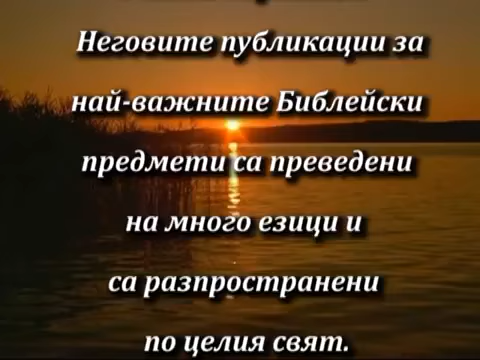 Неговите публикации за
най-важните Библейски
предмети са преведени
на много езици и
са разпространени
по целия свят.